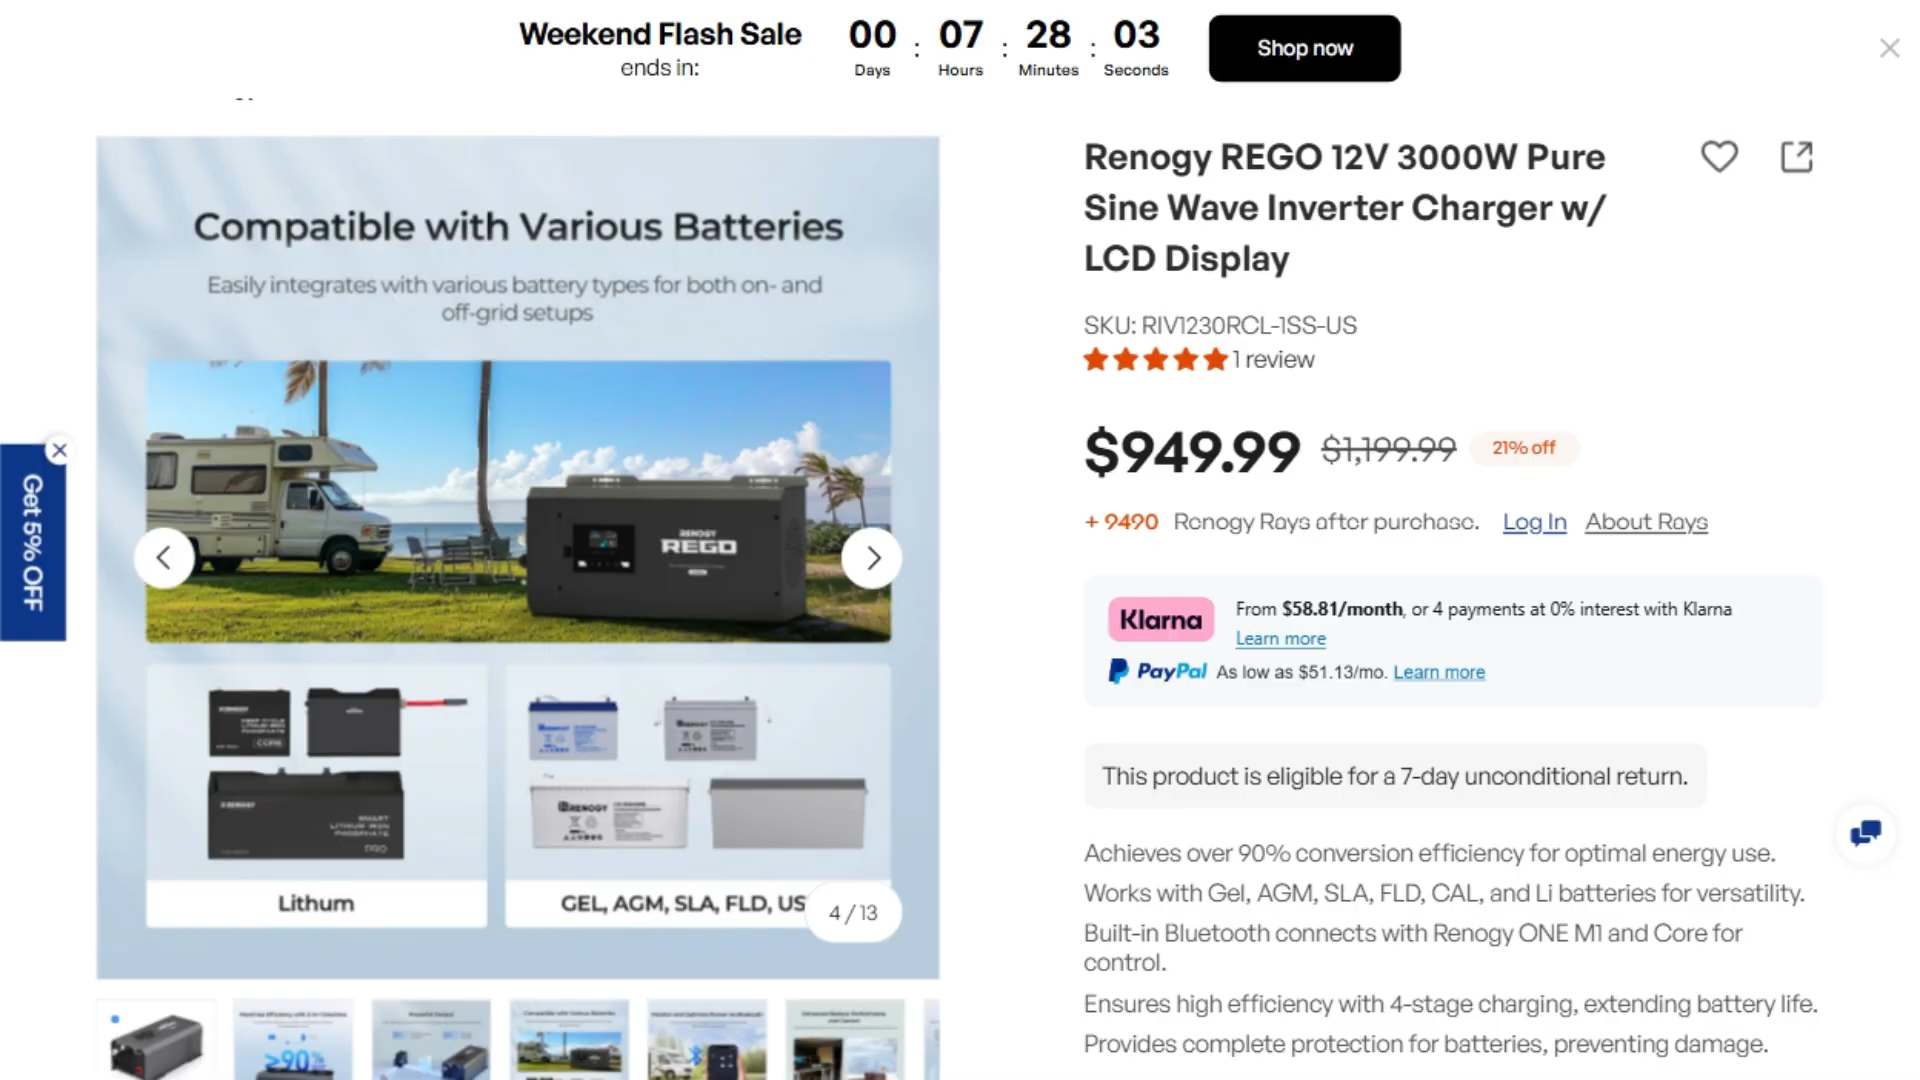 Weekend Flash Sale
ends in:
00 : 07 : 28 : 03
Days Hours Minutes Seconds
Shop now
Compatible with Various Batteries
Easily integrates with various battery types for both on- and
off-grid setups
RENOGY
REGO
Lithum
GEL, AGM, SLA, FLD, US
4 / 13
Get 5% OFF
≥90%
Renogy REGO 12V 3000W Pure
Sine Wave Inverter Charger w/
LCD Display
SKU: RIV1230RCL-1SS-US
1 review
$949.99 $1,199.99 21% off
+ 9490 Renogy Rays after purchase. Log In About Rays
Klarna
From $58.81/month, or 4 payments at 0% interest with Klarna
Learn more
PayPal As low as $51.13/mo. Learn more
This product is eligible for a 7-day unconditional return.
Achieves over 90% conversion efficiency for optimal energy use.
Works with Gel, AGM, SLA, FLD, CAL, and Li batteries for versatility.
Built-in Bluetooth connects with Renogy ONE M1 and Core for
control.
Ensures high efficiency with 4-stage charging, extending battery life.
Provides complete protection for batteries, preventing damage.